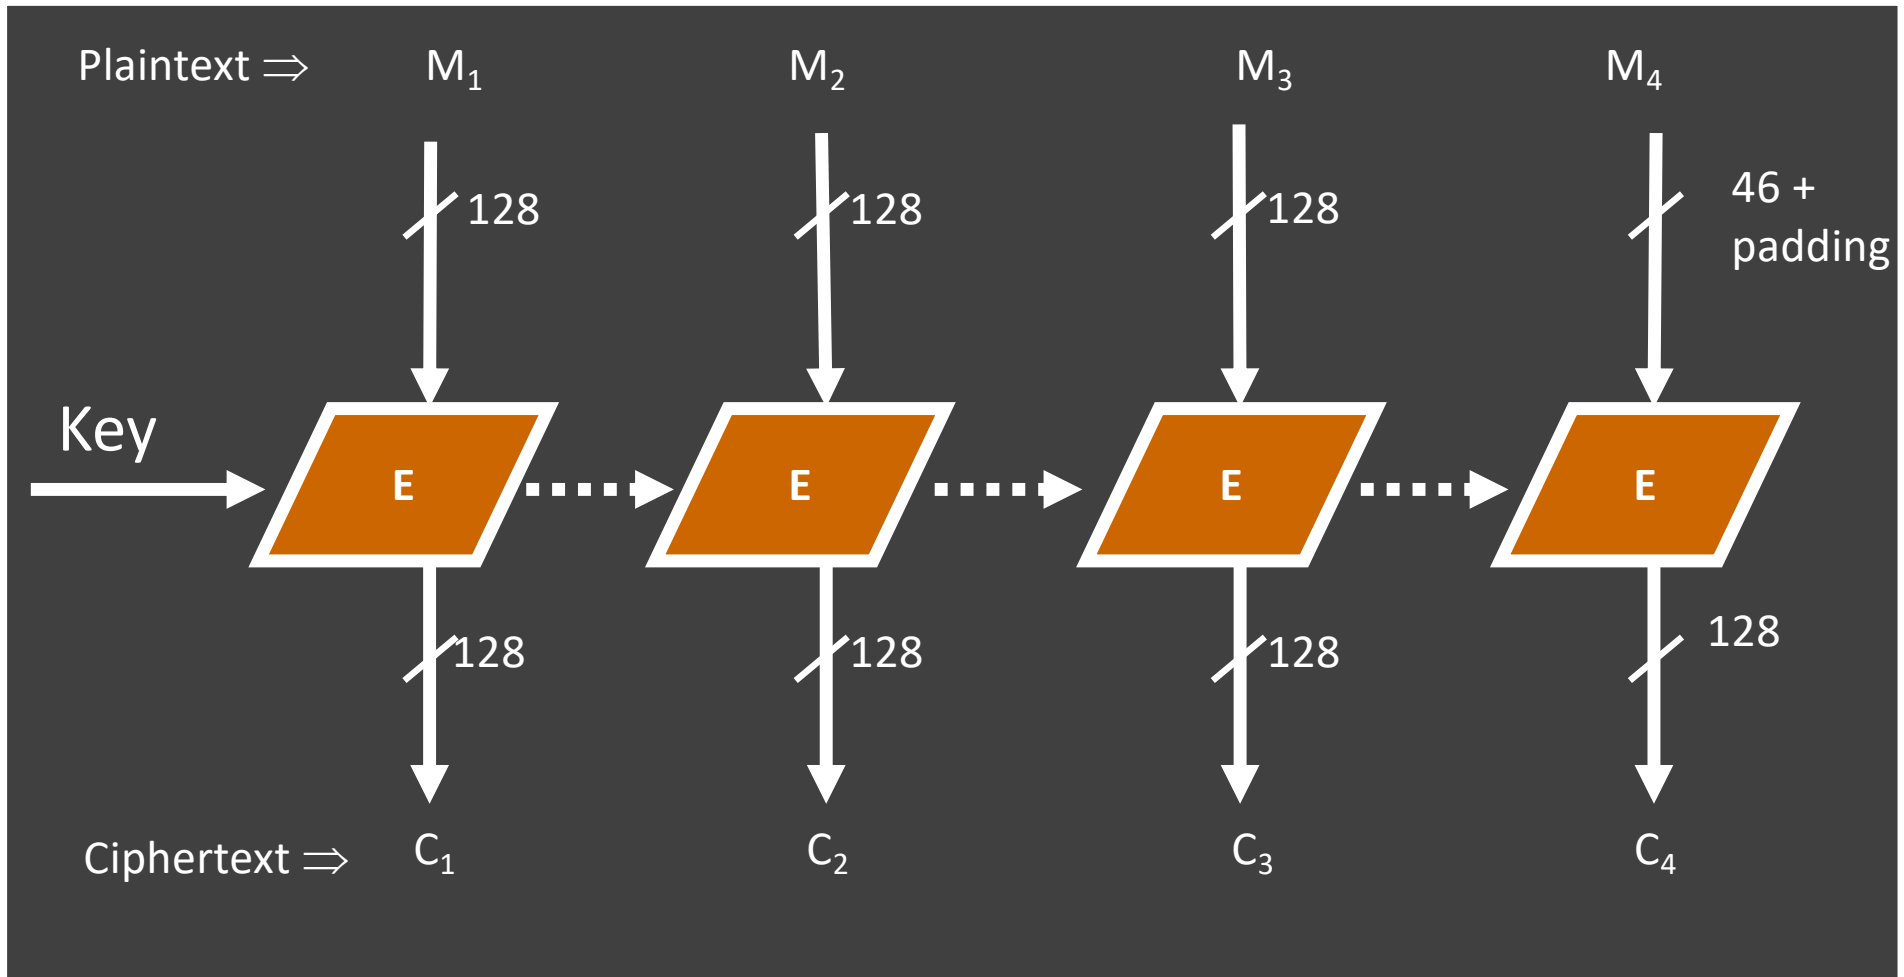 Plaintext ⇒ M₁ M₂ M₃ M₄
128 128 128 46 +
padding
Key
E E E E
128 128 128 128
Ciphertext ⇒ C₁ C₂ C₃ C₄